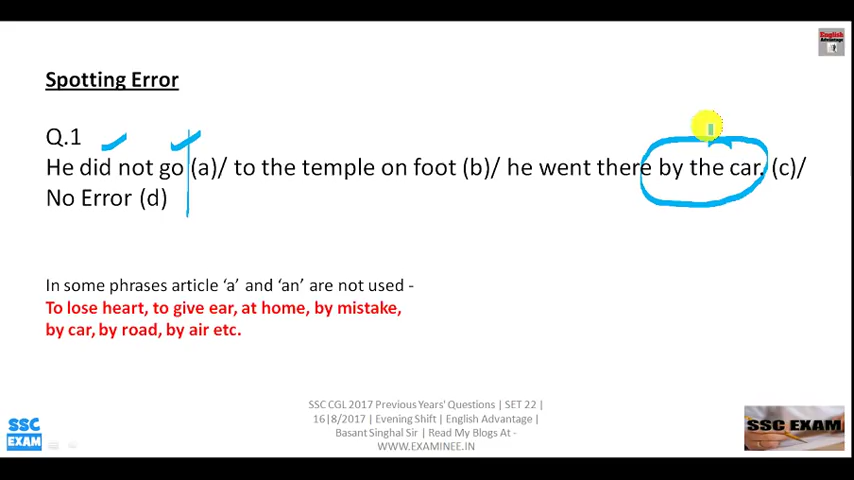 English
Advantage
Spotting Error
Q.1
He did not go (a)/ to the temple on foot (b)/ he went there by the car. (c)/
No Error (d)
In some phrases article ‘a’ and ‘an’ are not used -
To lose heart, to give ear, at home, by mistake,
by car, by road, by air etc.
SSC CGL 2017 Previous Years' Questions | SET 22 |
16|8/2017 | Evening Shift | English Advantage |
Basant Singhal Sir | Read My Blogs At -
WWW.EXAMINEE.IN
SSC
EXAM
SSC EXAM